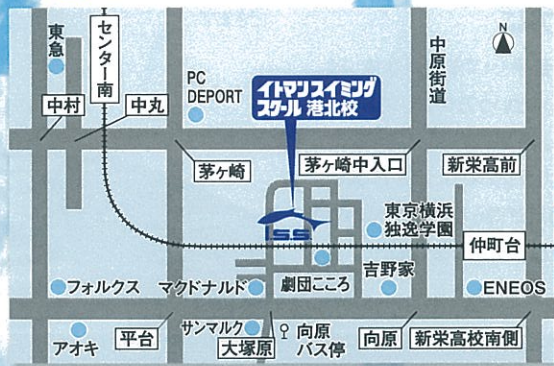 東急
センター南
PC
DEPORT
イトマンスイミング
スクール 港北校
中原街道
N
中村
中丸
茅ヶ崎
茅ヶ崎中入口
新栄高前
ISS
東京横浜
独逸学園
仲町台
フォルクス
マクドナルド
劇団こころ
吉野家
ENEOS
アオキ
平台
サンマルク
大塚原
向原
バス停
向原
新栄高校南側